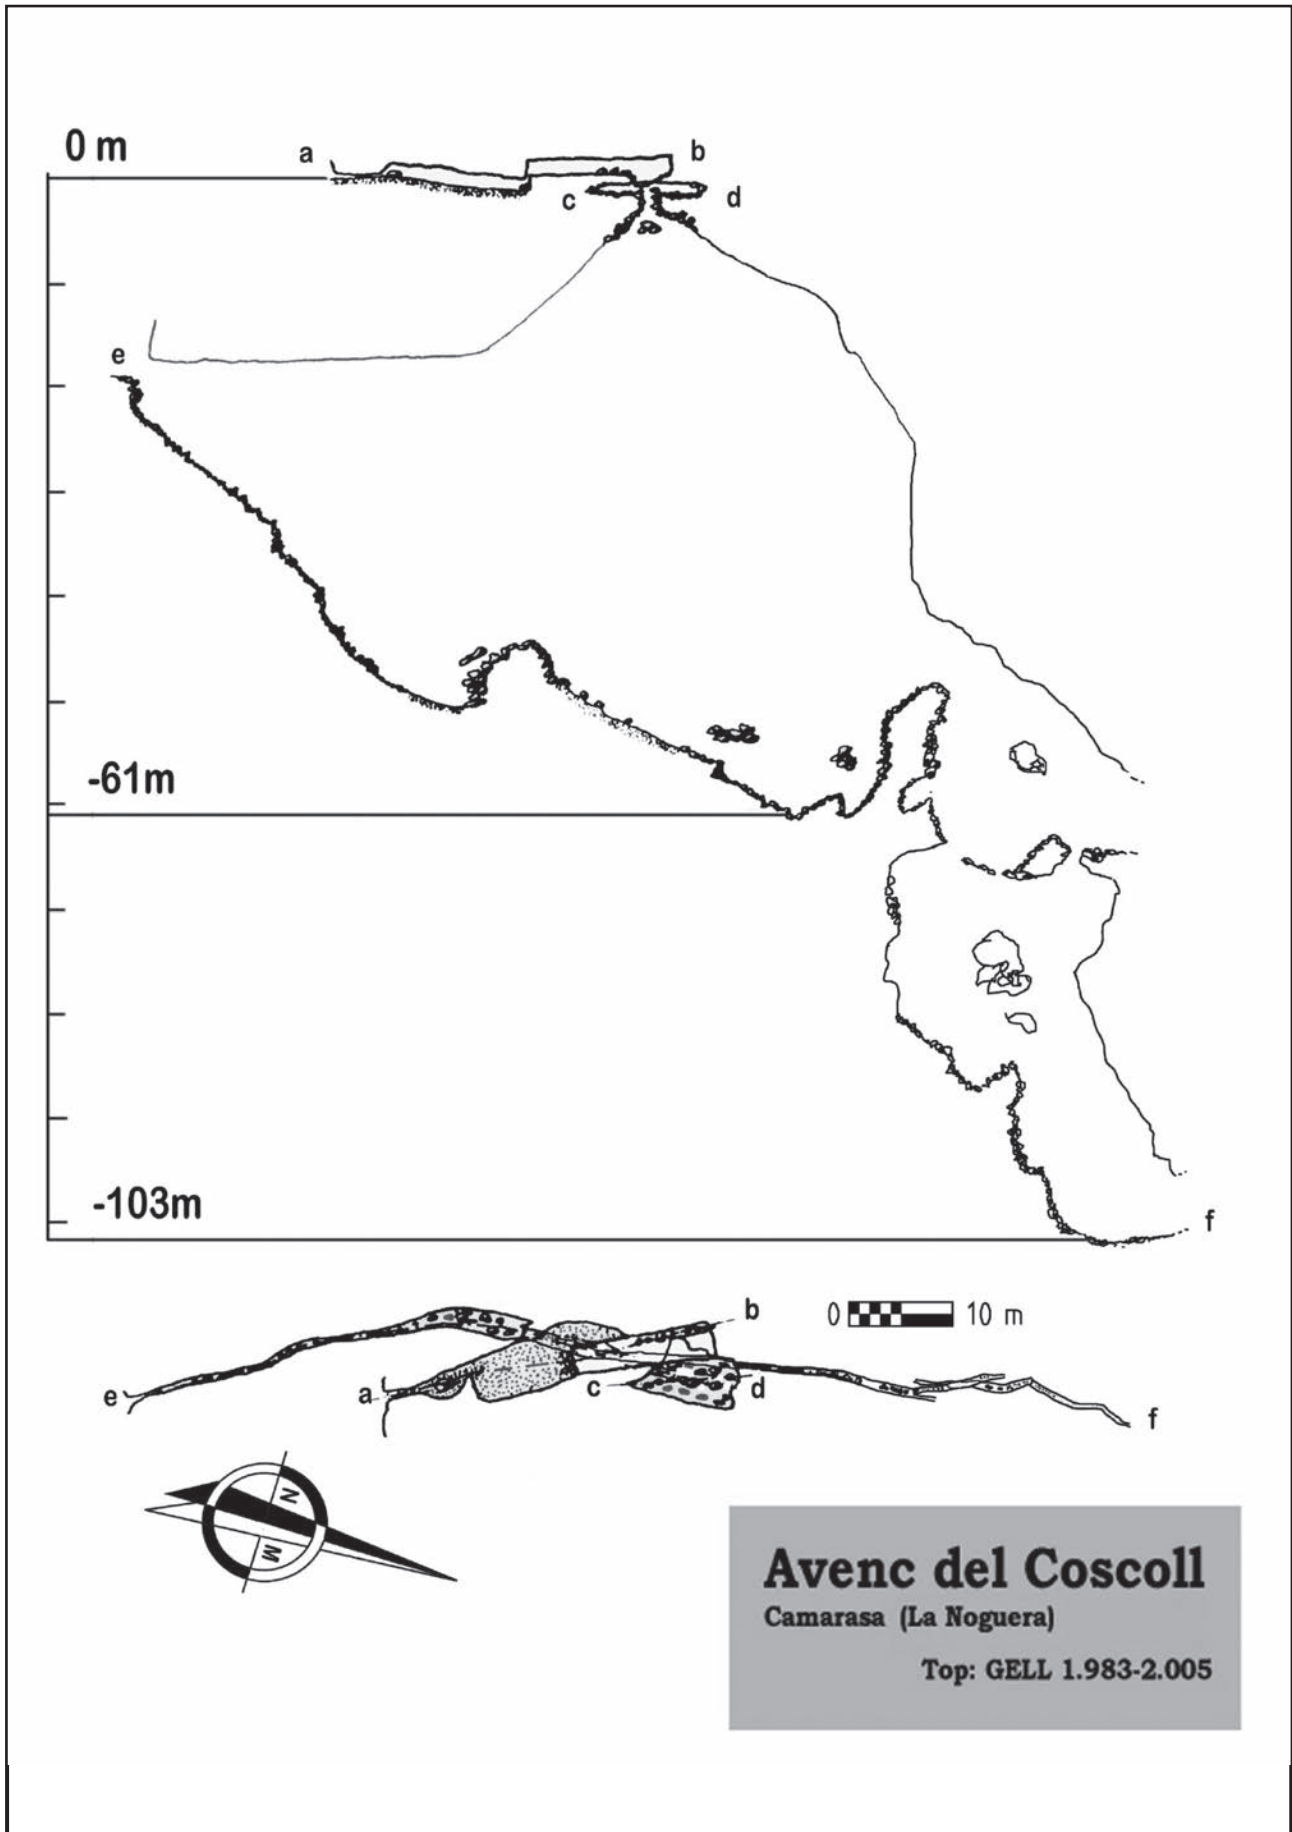 0 m
a
b
c
d
e
-61m
-103m
f
b
0 10 m
e
a
c
d
f
N
M
Avenc del Coscoll
Camarasa (La Noguera)
Top: GELL 1.983-2.005